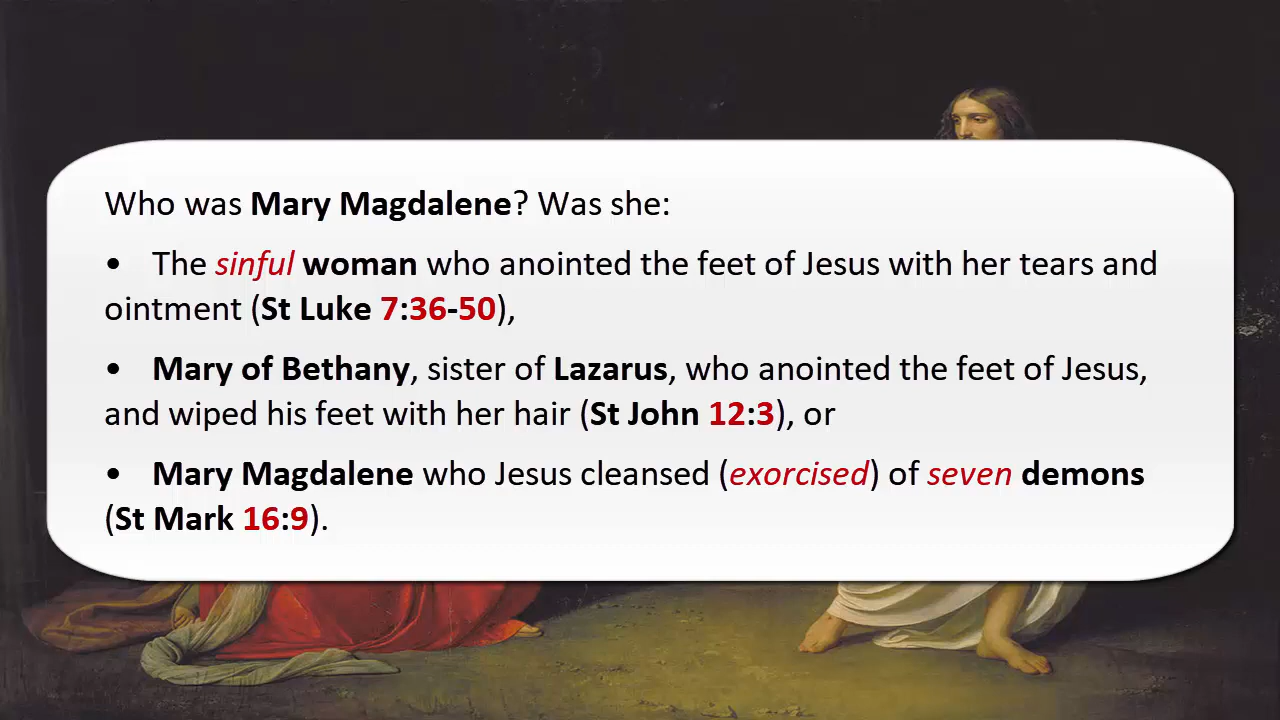 Who was Mary Magdalene? Was she:
• The sinful woman who anointed the feet of Jesus with her tears and
ointment (St Luke 7:36-50),
• Mary of Bethany, sister of Lazarus, who anointed the feet of Jesus,
and wiped his feet with her hair (St John 12:3), or
• Mary Magdalene who Jesus cleansed (exorcised) of seven demons
(St Mark 16:9).